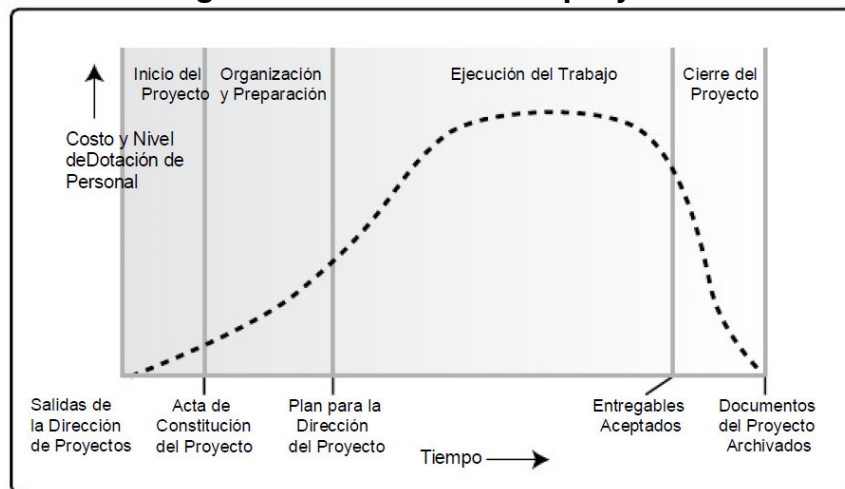 Inicio del
Proyecto
Organización
y Preparación
Ejecución del Trabajo
Cierre del
Proyecto
Costo y Nivel
deDotación de
Personal
Salidas de
la Dirección
de Proyectos
Acta de
Constitución
del Proyecto
Plan para la
Dirección
del Proyecto
Entregables
Aceptados
Documentos
del Proyecto
Archivados
Tiempo